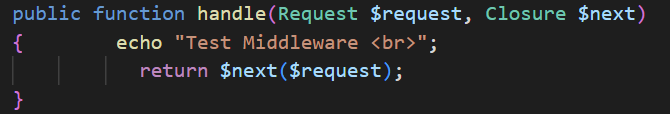 public function handle(Request $request, Closure $next)
{        echo "Test Middleware <br>";
            return $next($request);
}